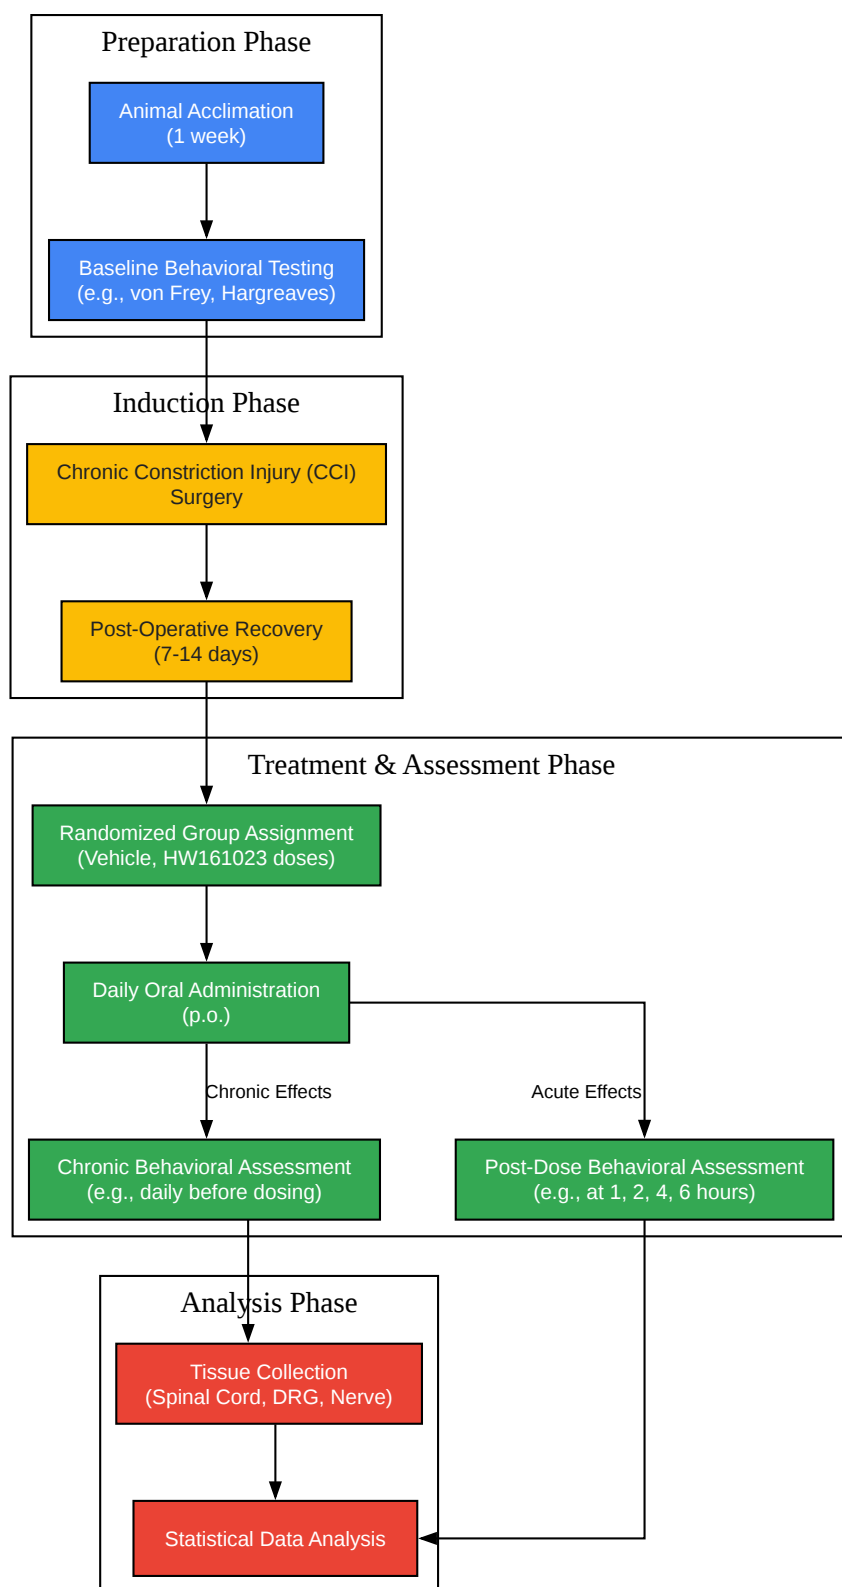 Preparation Phase
Animal Acclimation
(1 week)
Baseline Behavioral Testing
(e.g., von Frey, Hargreaves)
Induction Phase
Chronic Constriction Injury (CCI)
Surgery
Post-Operative Recovery
(7-14 days)
Treatment & Assessment Phase
Randomized Group Assignment
(Vehicle, HW161023 doses)
Daily Oral Administration
(p.o.)
Chronic Effects
Acute Effects
Chronic Behavioral Assessment
(e.g., daily before dosing)
Post-Dose Behavioral Assessment
(e.g., at 1, 2, 4, 6 hours)
Analysis Phase
Tissue Collection
(Spinal Cord, DRG, Nerve)
Statistical Data Analysis